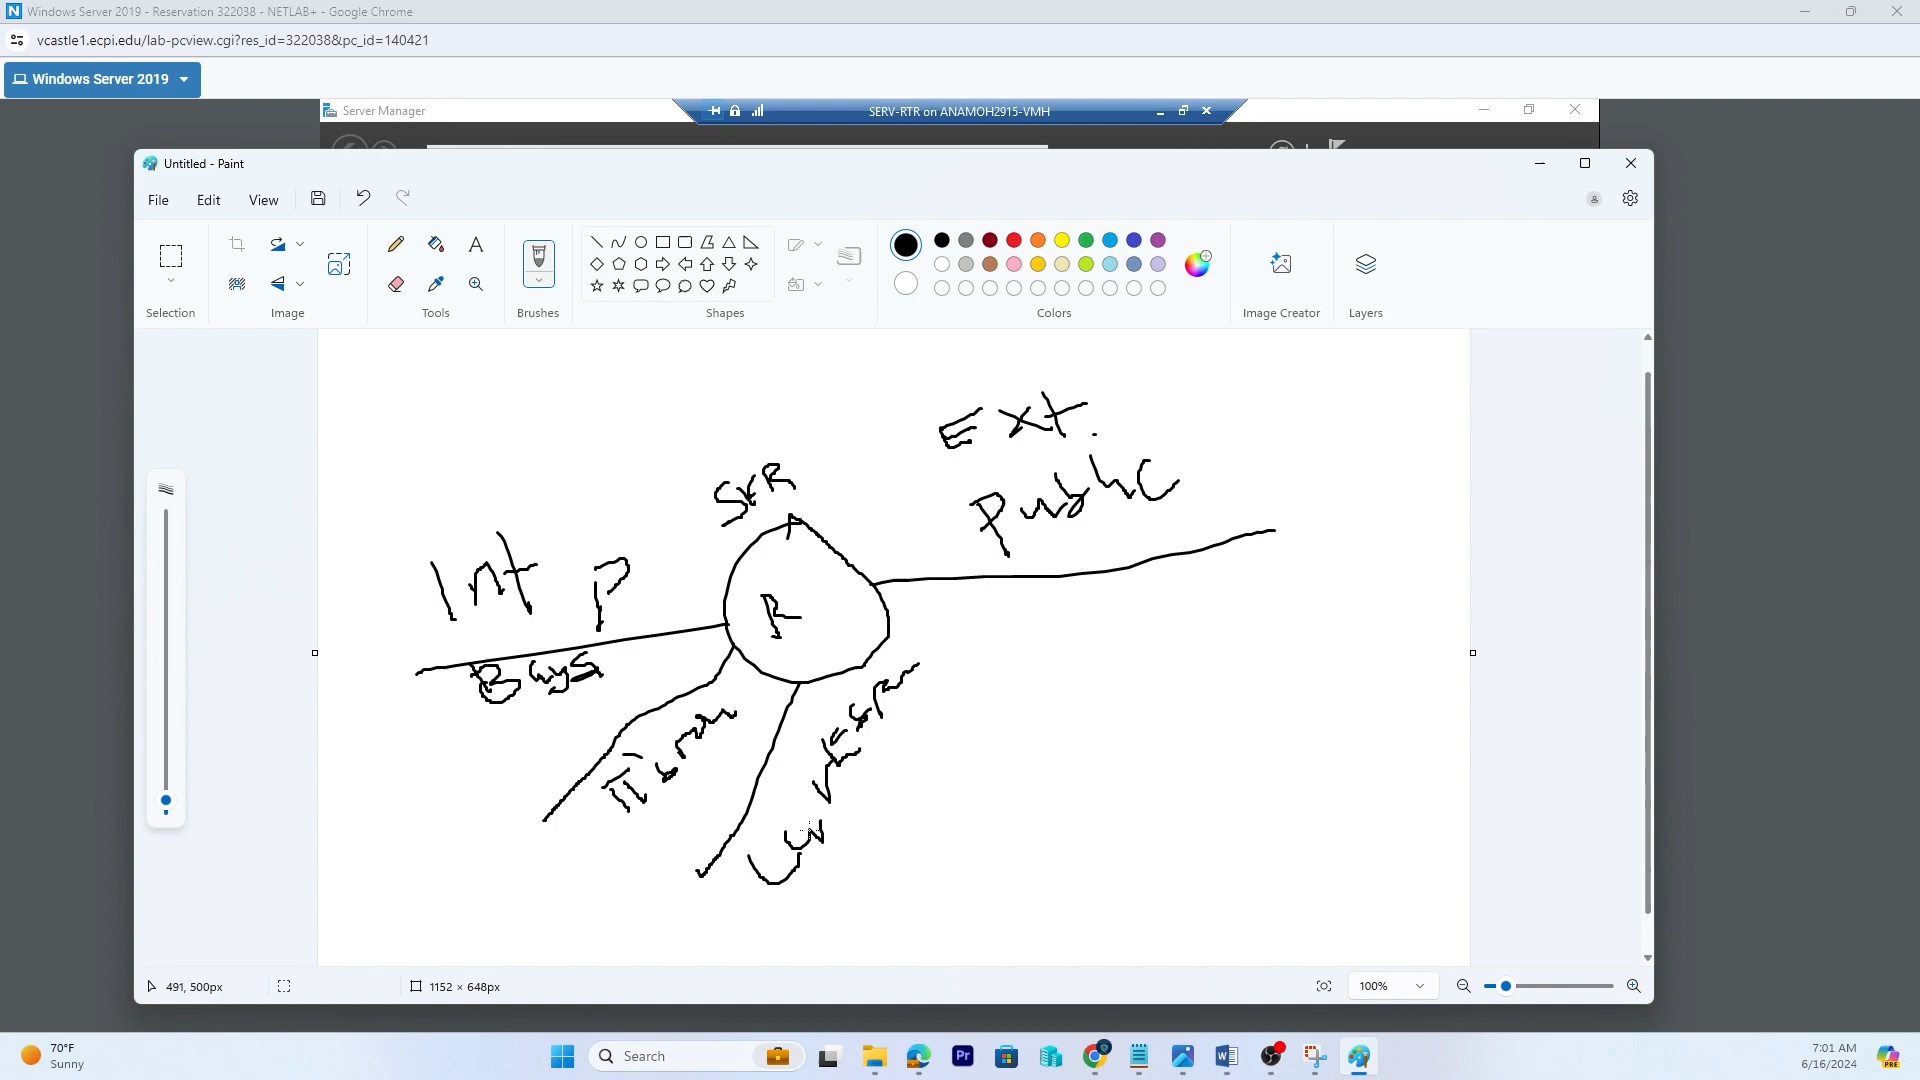 Windows Server 2019 - Reservation 322038 - NETLAB+ - Google Chrome
vcastle1.ecpi.edu/lab-pcview.cgi?res_id=322038&pc_id=140421
Windows Server 2019
Server Manager
SERV-RTR on ANAMOH2915-VMH
Untitled - Paint
File Edit View
Selection Image Tools Brushes Shapes Colors Image Creator Layers
Ext.
Public
Int P
R
491, 500px
1152 × 648px
100%
70°F
Sunny
Search
Pr
7:01 AM
6/16/2024
PRE